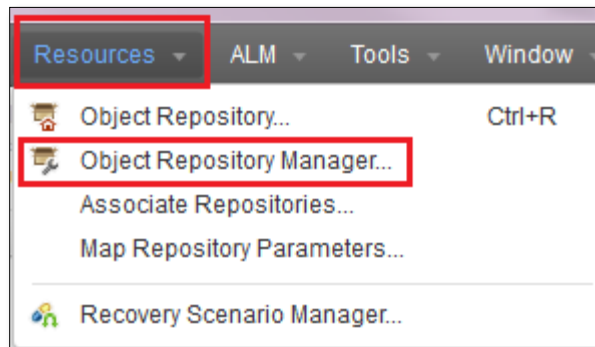 Resources ALM Tools Window
Object Repository... Ctrl+R
Object Repository Manager...
Associate Repositories...
Map Repository Parameters...
Recovery Scenario Manager...